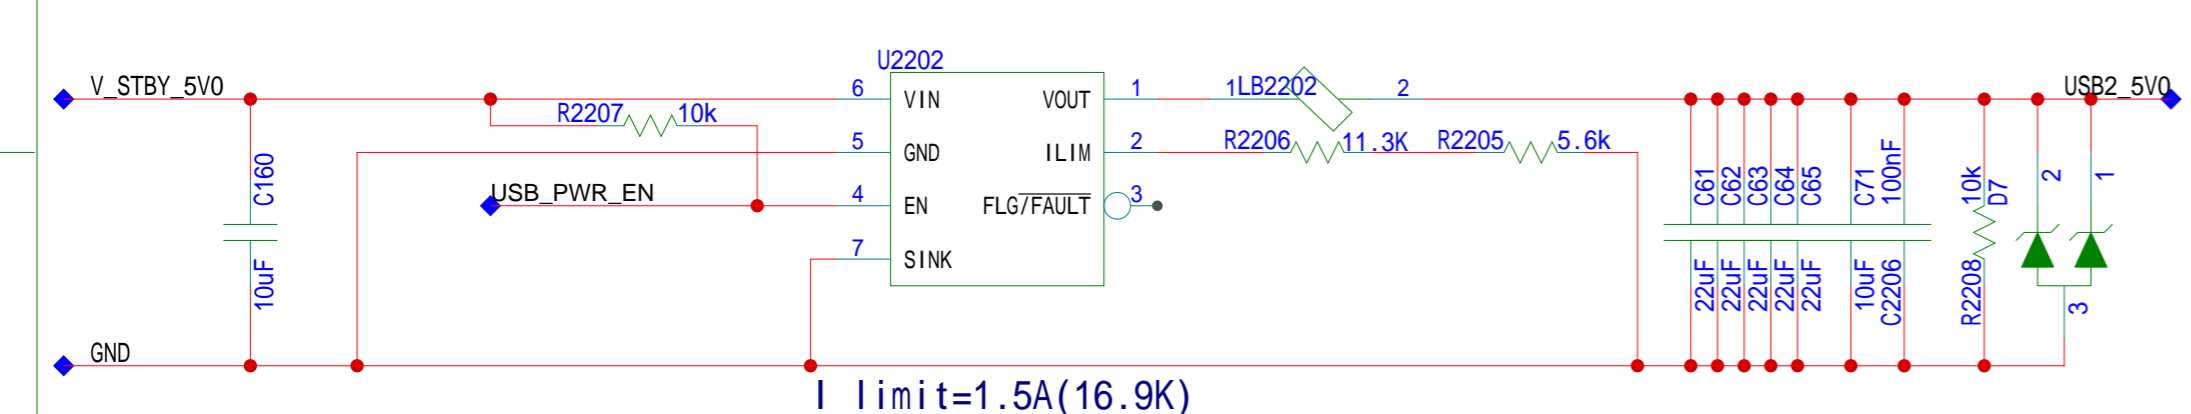 U2202
V_STBY_5V0
6
VIN
VOUT
1
1
LB2202
2
USB2_5V0
R2207
10k
5
GND
ILIM
2
R2206
11.3K
R2205
5.6k
C160
10uF
USB_PWR_EN
4
EN
FLG/FAULT
3
7
SINK
C61
C62
C63
C64
C65
C71
100nF
10k
D7
2
1
22uF
22uF
22uF
22uF
22uF
10uF
C2206
R2208
3
GND
I limit=1.5A(16.9K)